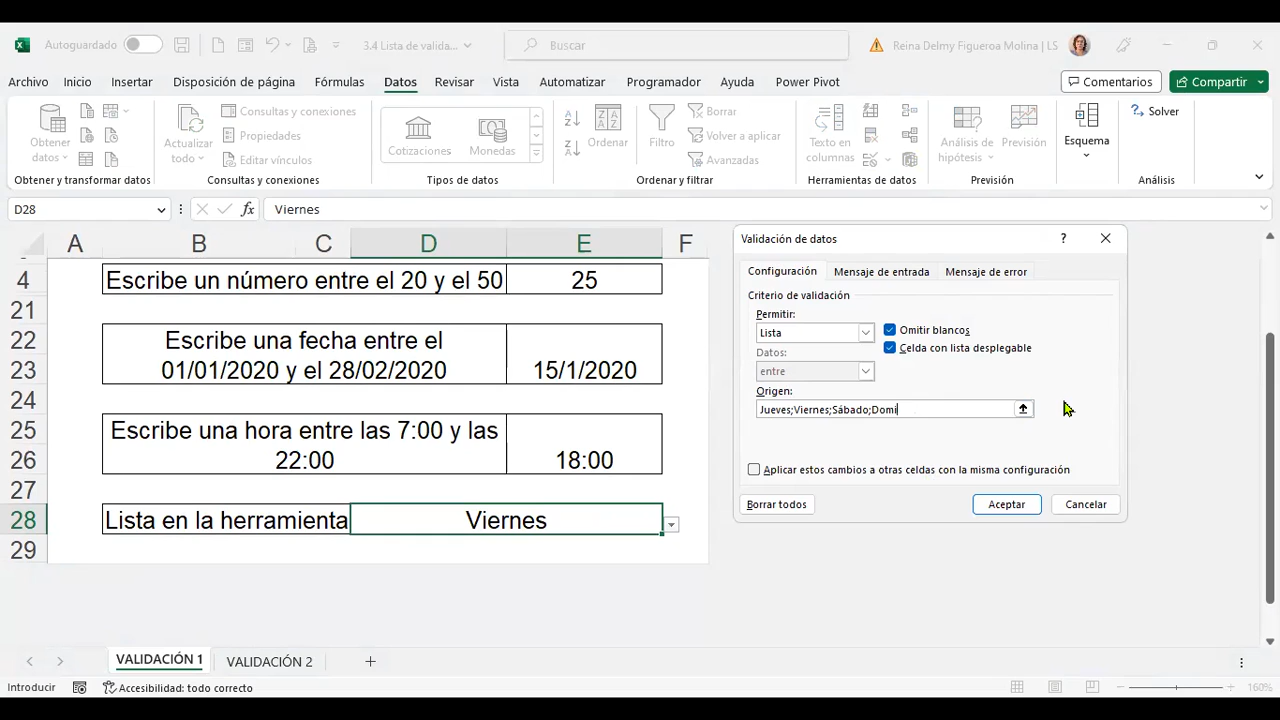 Autoguardado
3.4 Lista de valida...
Buscar
Reina Delmy Figueroa Molina | LS
Archivo Inicio Insertar Disposición de página Fórmulas Datos Revisar Vista Automatizar Programador Ayuda Power Pivot
Comentarios
Compartir
Obtener datos
Actualizar todo
Consultas y conexiones
Propiedades
Editar vínculos
Cotizaciones
Monedas
Ordenar
Filtro
Borrar
Volver a aplicar
Avanzadas
Texto en columnas
Análisis de hipótesis
Previsión
Esquema
Solver
Obtener y transformar datos
Consultas y conexiones
Tipos de datos
Ordenar y filtrar
Herramientas de datos
Previsión
Análisis
D28
fx
Viernes
A B C D E F
4 Escribe un número entre el 20 y el 50 25
21
22 Escribe una fecha entre el
23 01/01/2020 y el 28/02/2020 15/1/2020
24
25 Escribe una hora entre las 7:00 y las
26 22:00 18:00
27
28 Lista en la herramienta Viernes
29
Validación de datos
?
Configuración Mensaje de entrada Mensaje de error
Criterio de validación
Permitir:
Lista
Omitir blancos
Datos:
Celda con lista desplegable
entre
Origen:
Jueves;Viernes;Sábado;Domi
Aplicar estos cambios a otras celdas con la misma configuración
Borrar todos
Aceptar
Cancelar
VALIDACIÓN 1
VALIDACIÓN 2
Introducir
Accesibilidad: todo correcto
160%